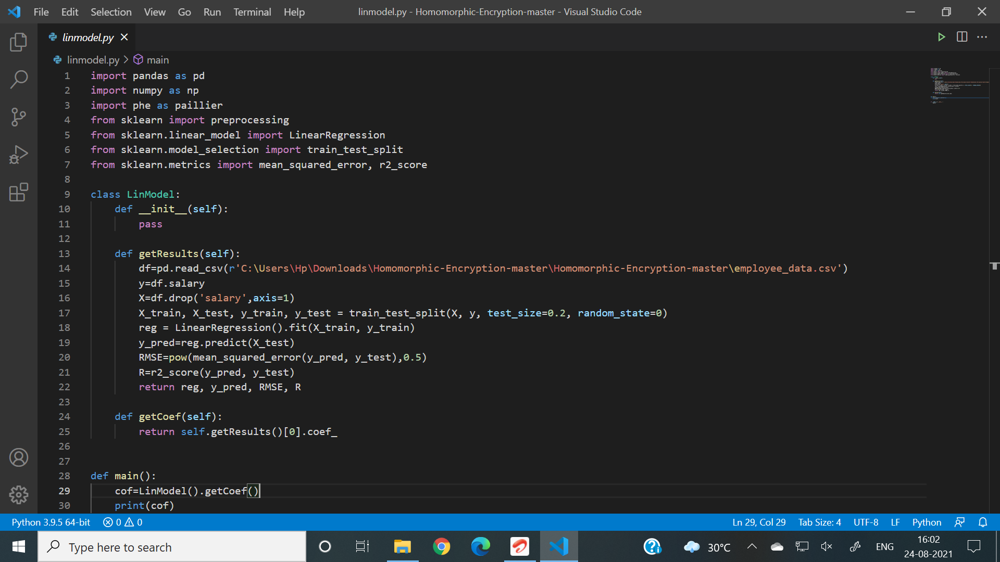 File Edit Selection View Go Run Terminal Help linmodel.py - Homomorphic-Encryption-master - Visual Studio Code
linmodel.py
linmodel.py > main
1 import pandas as pd
2 import numpy as np
3 import phe as paillier
4 from sklearn import preprocessing
5 from sklearn.linear_model import LinearRegression
6 from sklearn.model_selection import train_test_split
7 from sklearn.metrics import mean_squared_error, r2_score
8
9 class LinModel:
10     def __init__(self):
11         pass
12
13     def getResults(self):
14         df=pd.read_csv(r'C:\Users\Hp\Downloads\Homomorphic-Encryption-master\Homomorphic-Encryption-master\employee_data.csv')
15         y=df.salary
16         X=df.drop('salary',axis=1)
17         X_train, X_test, y_train, y_test = train_test_split(X, y, test_size=0.2, random_state=0)
18         reg = LinearRegression().fit(X_train, y_train)
19         y_pred=reg.predict(X_test)
20         RMSE=pow(mean_squared_error(y_pred, y_test),0.5)
21         R=r2_score(y_pred, y_test)
22         return reg, y_pred, RMSE, R
23
24     def getCoef(self):
25         return self.getResults()[0].coef_
26
27
28 def main():
29     cof=LinModel().getCoef()
30     print(cof)
Python 3.9.5 64-bit 0 0 Ln 29, Col 29 Tab Size: 4 UTF-8 LF Python
Type here to search 30°C ENG 16:02
24-08-2021